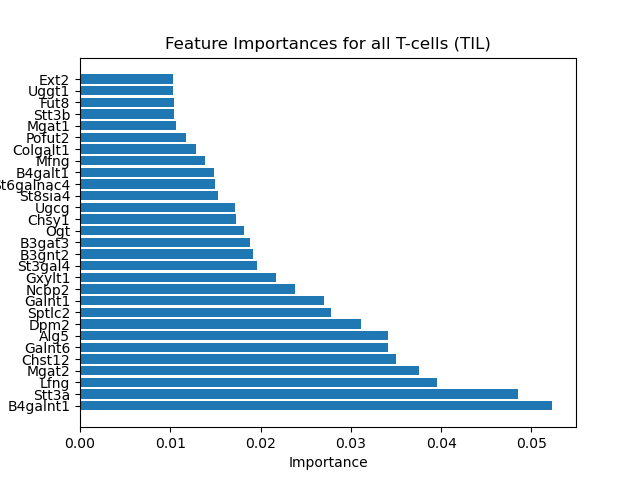 Feature Importances for all T-cells (TIL)
Ext2
Uggt1
Fut8
Stt3b
Mgat1
Pofut2
Colgalt1
Mfng
B4galt1
St6galnac4
St8sia4
Ugcg
Chsy1
Ogt
B3gat3
B3gnt2
St3gal4
Gxylt1
Ncbp2
Galnt1
Sptlc2
Dpm2
Alg5
Galnt6
Chst12
Mgat2
Lfng
Stt3a
B4galnt1
0.00 0.01 0.02 0.03 0.04 0.05
Importance